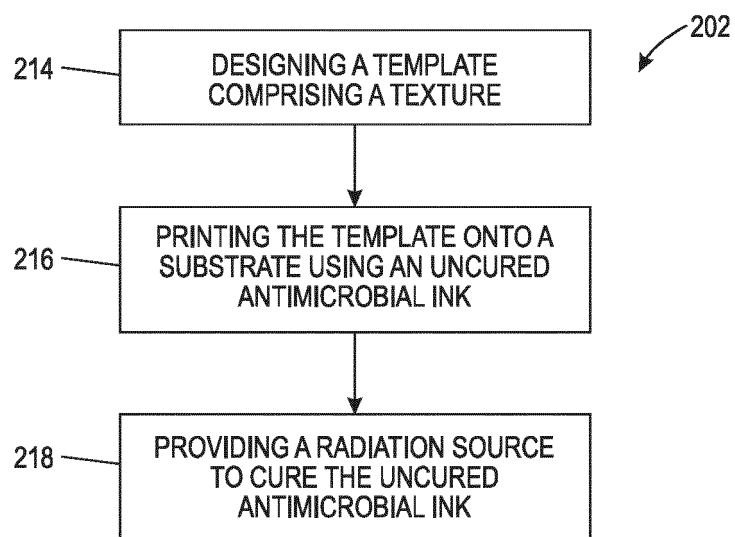 202
214
DESIGNING A TEMPLATE
COMPRISING A TEXTURE
216
PRINTING THE TEMPLATE ONTO A
SUBSTRATE USING AN UNCURED
ANTIMICROBIAL INK
218
PROVIDING A RADIATION SOURCE
TO CURE THE UNCURED
ANTIMICROBIAL INK